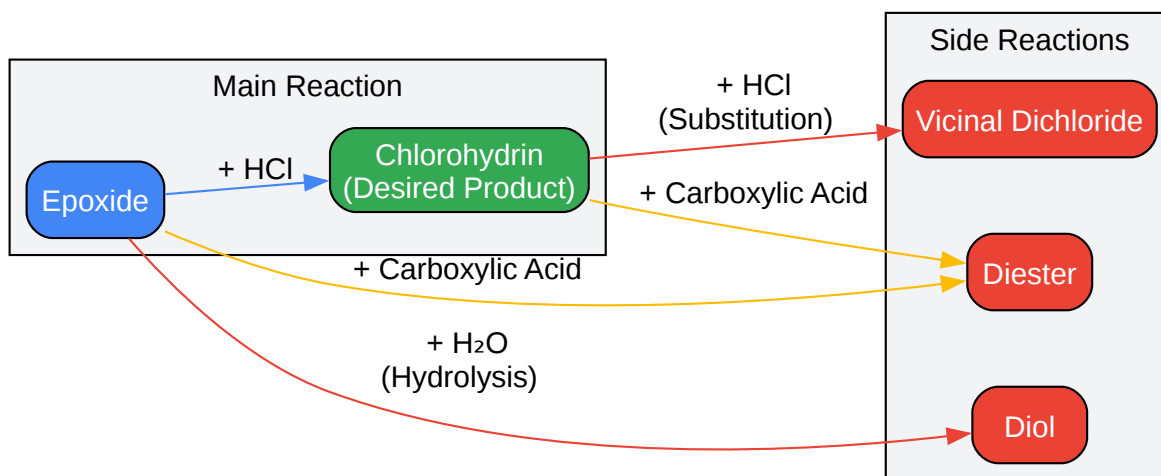 Main Reaction
Epoxide
+ HCl
Chlorohydrin
(Desired Product)
+ HCl
(Substitution)
+ Carboxylic Acid
+ Carboxylic Acid
+ H₂O
(Hydrolysis)
Side Reactions
Vicinal Dichloride
Diester
Diol